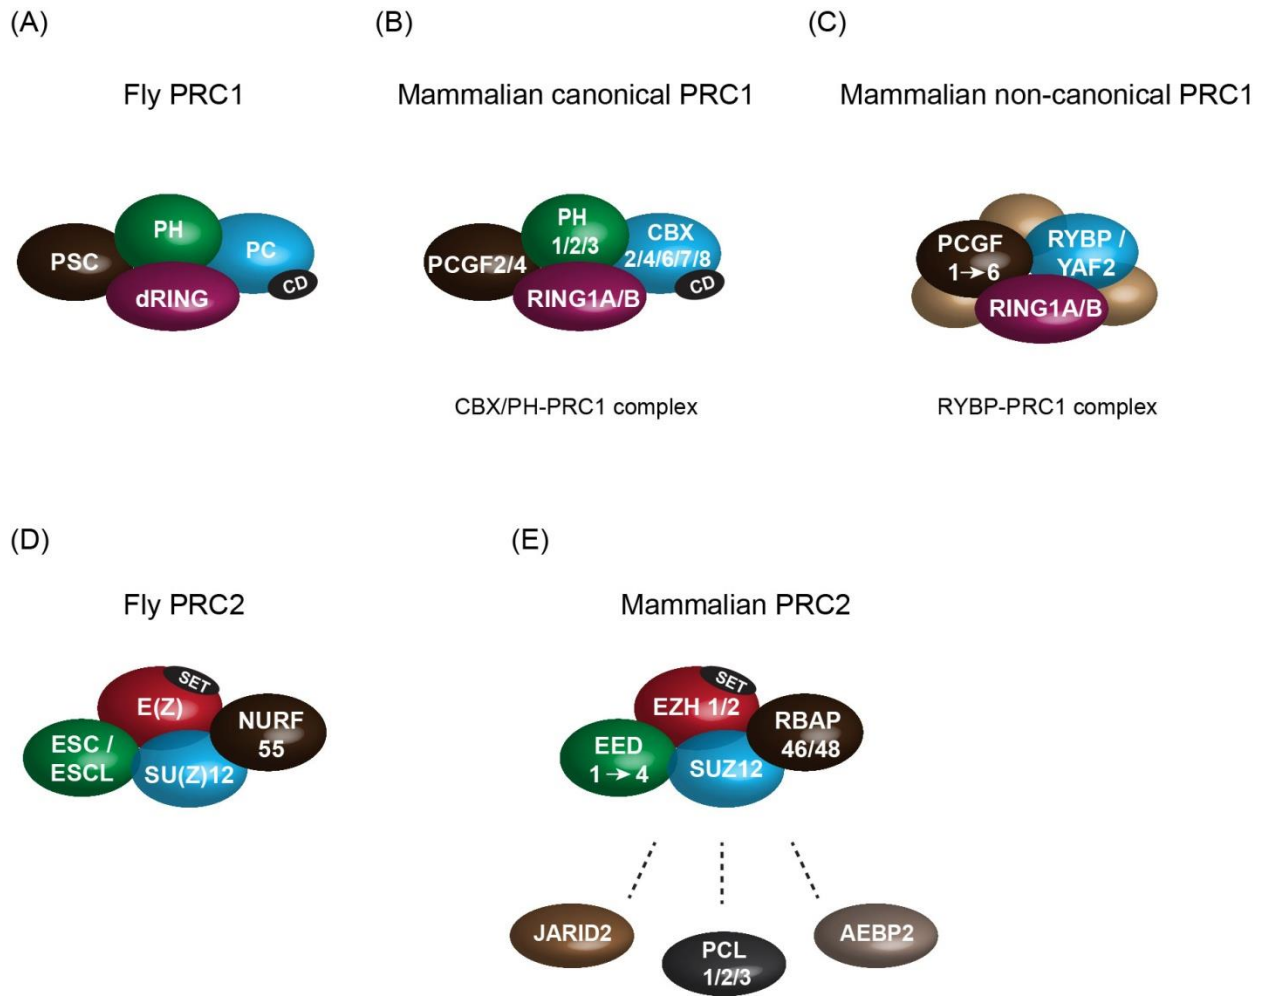 (A)
Fly PRC1
PSC
PH
PC
CD
dRING
(B)
Mammalian canonical PRC1
PCGF2/4
PH
1/2/3
CBX
2/4/6/7/8
CD
RING1A/B
CBX/PH-PRC1 complex
(C)
Mammalian non-canonical PRC1
PCGF
1→6
RYBP /
YAF2
RING1A/B
RYBP-PRC1 complex
(D)
Fly PRC2
SET
E(Z)
NURF
55
ESC /
ESCL
SU(Z)12
(E)
Mammalian PRC2
SET
EZH 1/2
RBAP
46/48
EED
1→4
SUZ12
JARID2
PCL
1/2/3
AEBP2